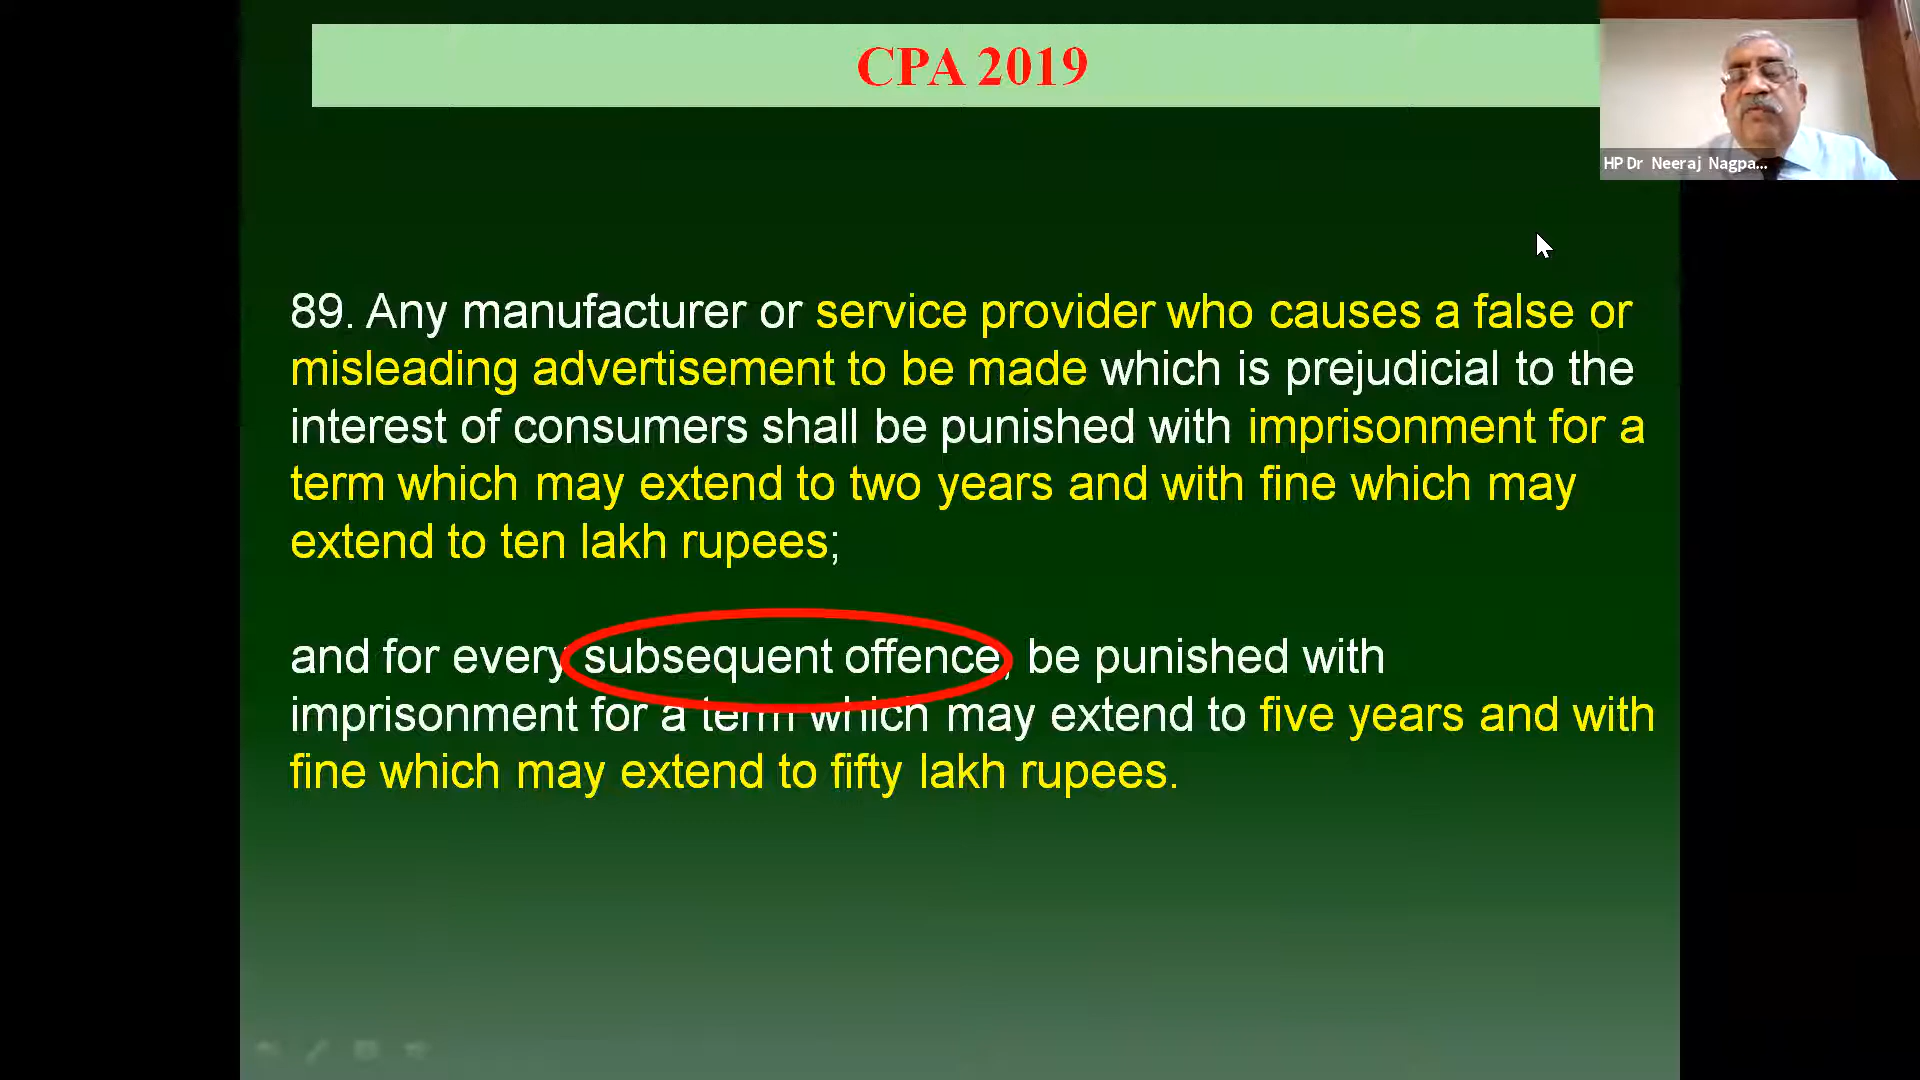 CPA 2019
HP Dr Neeraj Nagpa...
89. Any manufacturer or service provider who causes a false or
misleading advertisement to be made which is prejudicial to the
interest of consumers shall be punished with imprisonment for a
term which may extend to two years and with fine which may
extend to ten lakh rupees;
and for every subsequent offence, be punished with
imprisonment for a term which may extend to five years and with
fine which may extend to fifty lakh rupees.